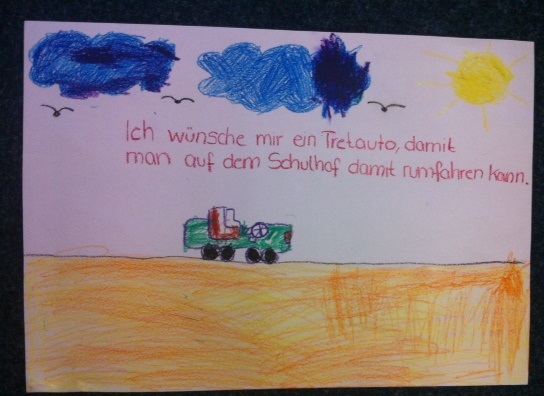 Ich wünsche mir ein Tretauto, damit
man auf dem Schulhof damit rumfahren kann.